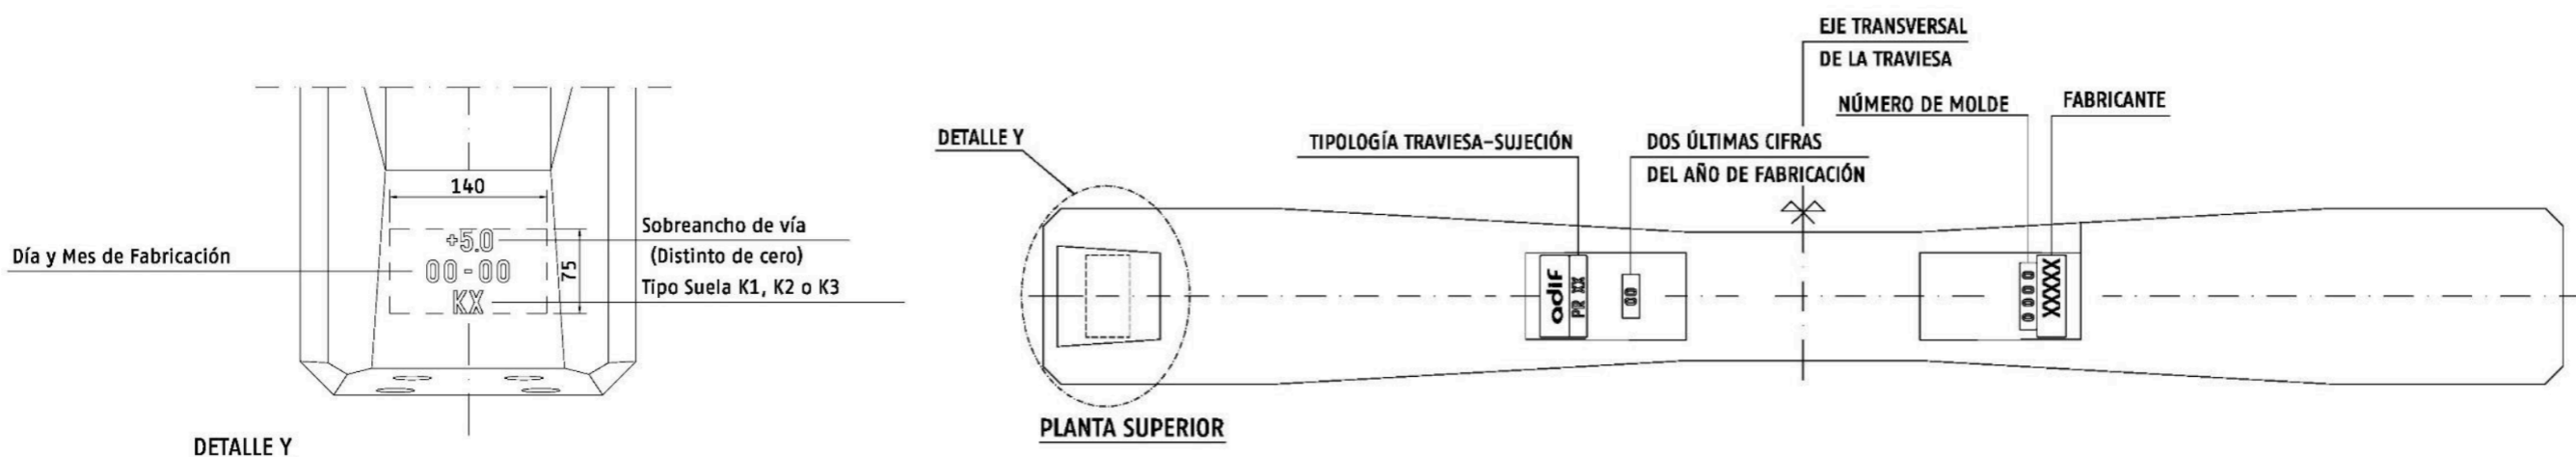 140
+5.0
00-00
KX
75
Día y Mes de Fabricación
Sobreancho de vía
(Distinto de cero)
Tipo Suela K1, K2 o K3
DETALLE Y
DETALLE Y
PLANTA SUPERIOR
TIPOLOGÍA TRAVIESA-SUJECIÓN
DOS ÚLTIMAS CIFRAS
DEL AÑO DE FABRICACIÓN
EJE TRANSVERSAL
DE LA TRAVIESA
NÚMERO DE MOLDE
FABRICANTE
adif
PR XX
00
0000
XXXXX